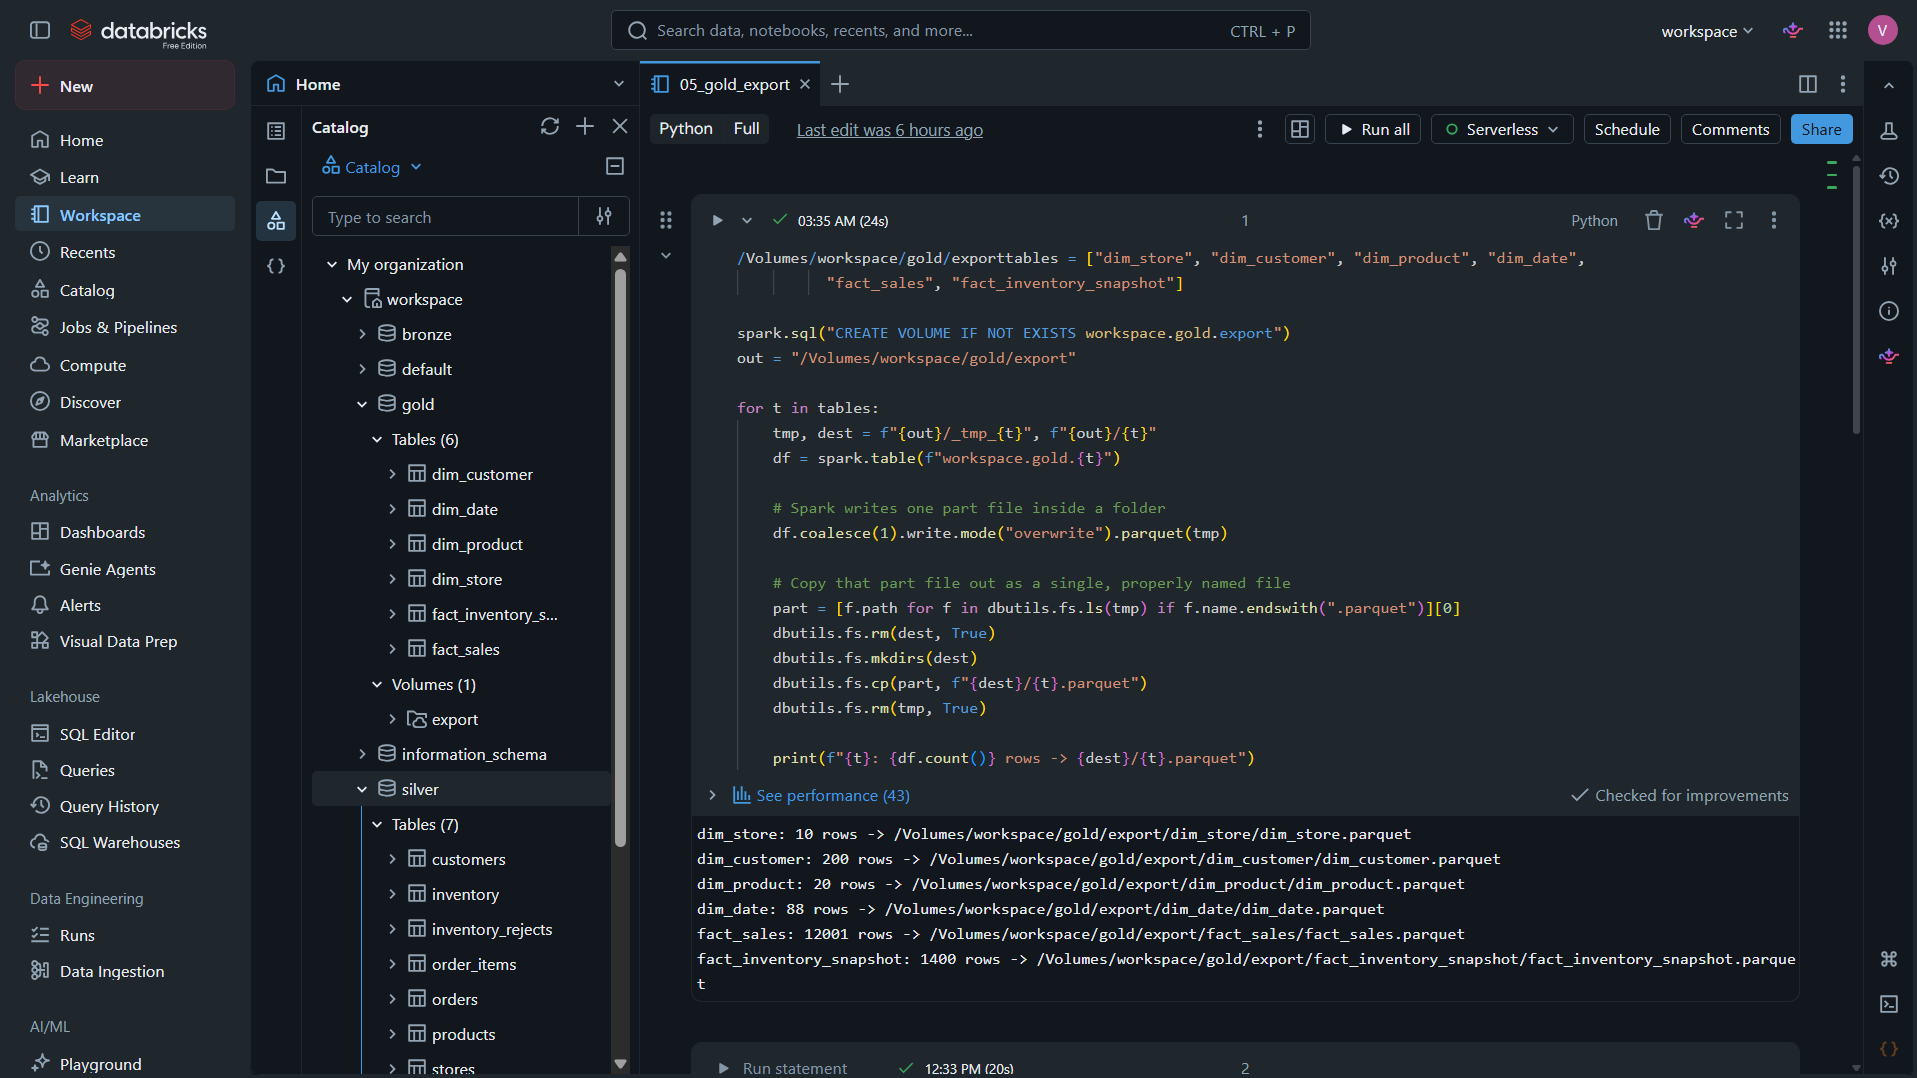 databricks
Free Edition
Search data, notebooks, recents, and more...
CTRL + P
workspace
V
New
Home
Learn
Workspace
Recents
Catalog
Jobs & Pipelines
Compute
Discover
Marketplace
Analytics
Dashboards
Genie Agents
Alerts
Visual Data Prep
Lakehouse
SQL Editor
Queries
Query History
SQL Warehouses
Data Engineering
Runs
Data Ingestion
AI/ML
Playground
Home
Catalog
Catalog
Type to search
My organization
workspace
bronze
default
gold
Tables (6)
dim_customer
dim_date
dim_product
dim_store
fact_inventory_s...
fact_sales
Volumes (1)
export
information_schema
silver
Tables (7)
customers
inventory
inventory_rejects
order_items
orders
products
stores
05_gold_export
Python Full Last edit was 6 hours ago
Run all
Serverless
Schedule
Comments
Share
03:35 AM (24s)
1
Python
/Volumes/workspace/gold/exporttables = ["dim_store", "dim_customer", "dim_product", "dim_date",
"fact_sales", "fact_inventory_snapshot"]
spark.sql("CREATE VOLUME IF NOT EXISTS workspace.gold.export")
out = "/Volumes/workspace/gold/export"
for t in tables:
tmp, dest = f"{out}/_tmp_{t}", f"{out}/{t}"
df = spark.table(f"workspace.gold.{t}")
# Spark writes one part file inside a folder
df.coalesce(1).write.mode("overwrite").parquet(tmp)
# Copy that part file out as a single, properly named file
part = [f.path for f in dbutils.fs.ls(tmp) if f.name.endswith(".parquet")][0]
dbutils.fs.rm(dest, True)
dbutils.fs.mkdirs(dest)
dbutils.fs.cp(part, f"{dest}/{t}.parquet")
dbutils.fs.rm(tmp, True)
print(f"{t}: {df.count()} rows -> {dest}/{t}.parquet")
See performance (43)
Checked for improvements
dim_store: 10 rows -> /Volumes/workspace/gold/export/dim_store/dim_store.parquet
dim_customer: 200 rows -> /Volumes/workspace/gold/export/dim_customer/dim_customer.parquet
dim_product: 20 rows -> /Volumes/workspace/gold/export/dim_product/dim_product.parquet
dim_date: 88 rows -> /Volumes/workspace/gold/export/dim_date/dim_date.parquet
fact_sales: 12001 rows -> /Volumes/workspace/gold/export/fact_sales/fact_sales.parquet
fact_inventory_snapshot: 1400 rows -> /Volumes/workspace/gold/export/fact_inventory_snapshot/fact_inventory_snapshot.parque
t
Run statement
12:33 PM (20s)
2